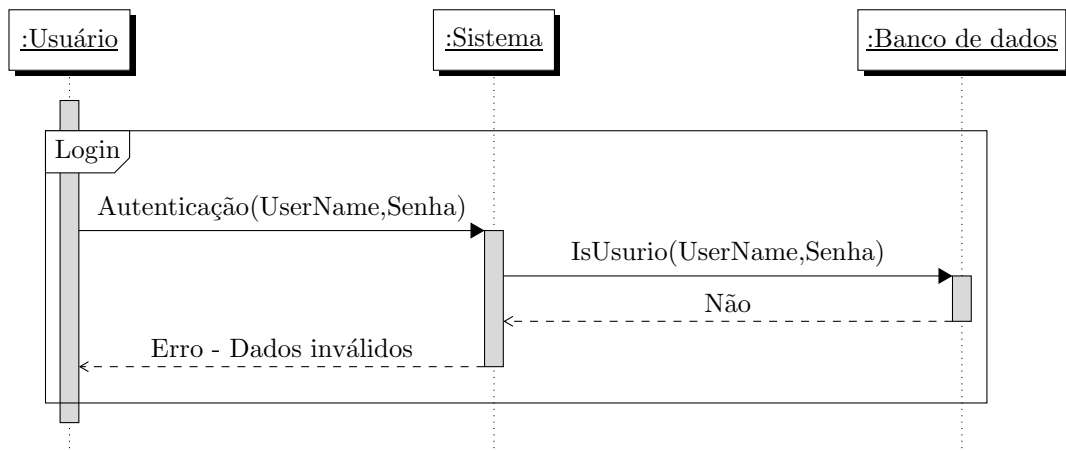 :Usuário
:Sistema
:Banco de dados
Login
Autenticação(UserName,Senha)
IsUsurio(UserName,Senha)
Não
Erro - Dados inválidos